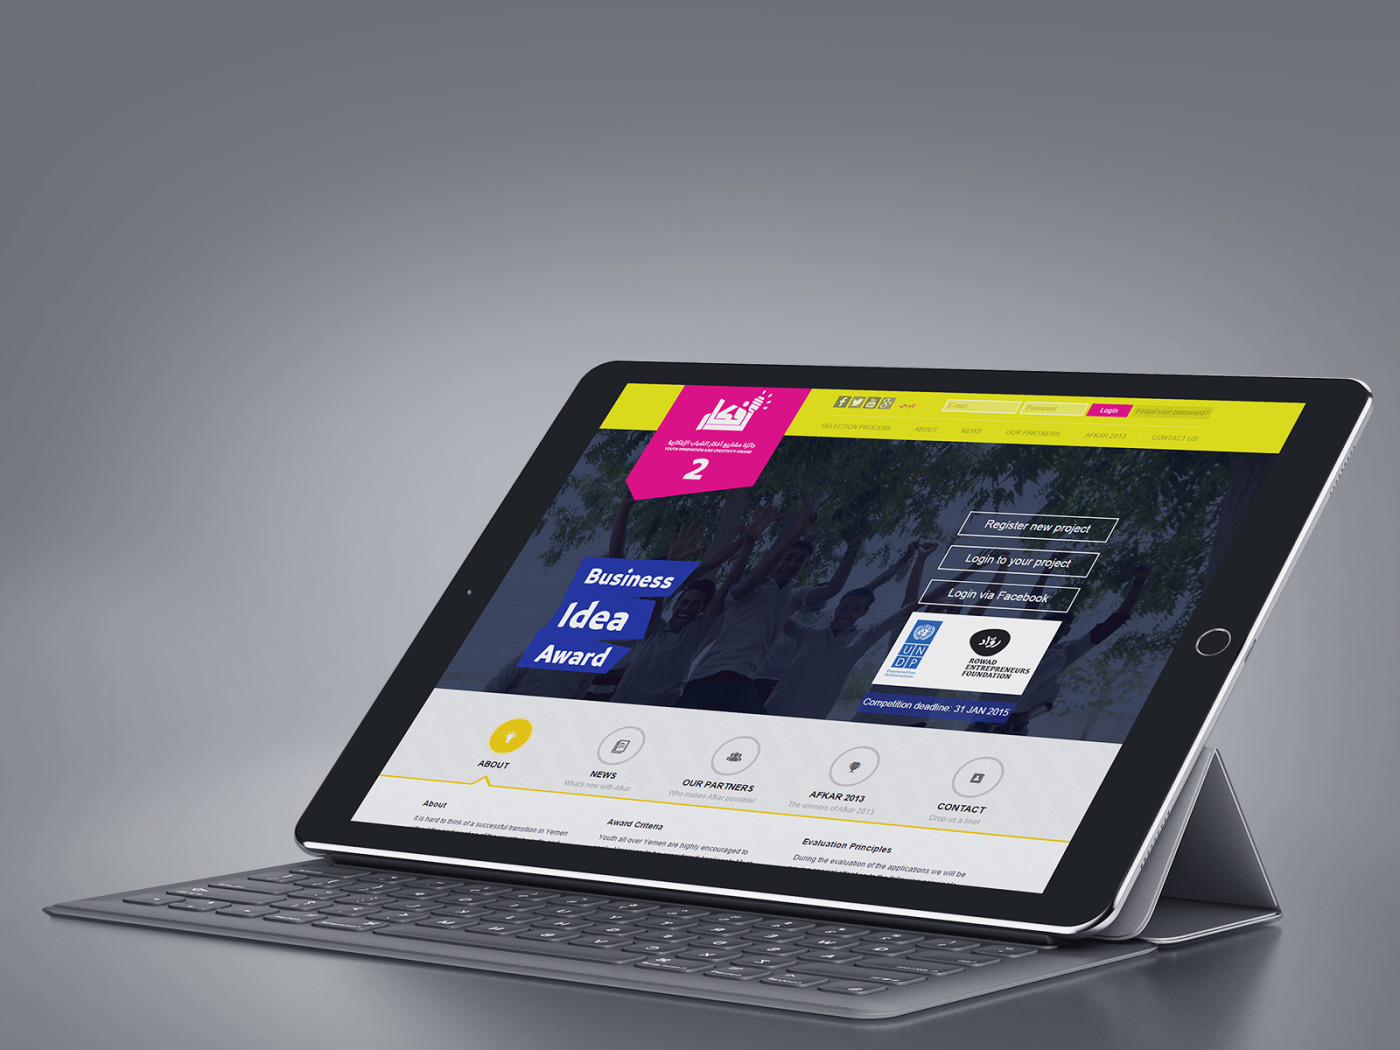 أفكار
جائزة مشاريع أفكار الشباب الإبتكارية
YOUTH INNOVATION AND CREATIVITY AWARD
2
عربي
E-mail
Password
Login
Forgot your password?
SELECTION PROCESS
ABOUT
NEWS
OUR PARTNERS
AFKAR 2013
CONTACT US
Business
Idea
Award
Register new project
Login to your project
Login via Facebook
UN
DP
روّاد
ROWAD
ENTREPRENEURS
FOUNDATION
Competition deadline: 31 JAN 2015
ABOUT
NEWS
What's new with Afkar
OUR PARTNERS
Who makes Afkar possible!
AFKAR 2013
The winners of Afkar 2013
CONTACT
Drop us a line!
About
It is hard to think of a successful transition in Yemen
Award Criteria
Youth all over Yemen are highly encouraged to
Evaluation Principles
During the evaluation of the applications we will be